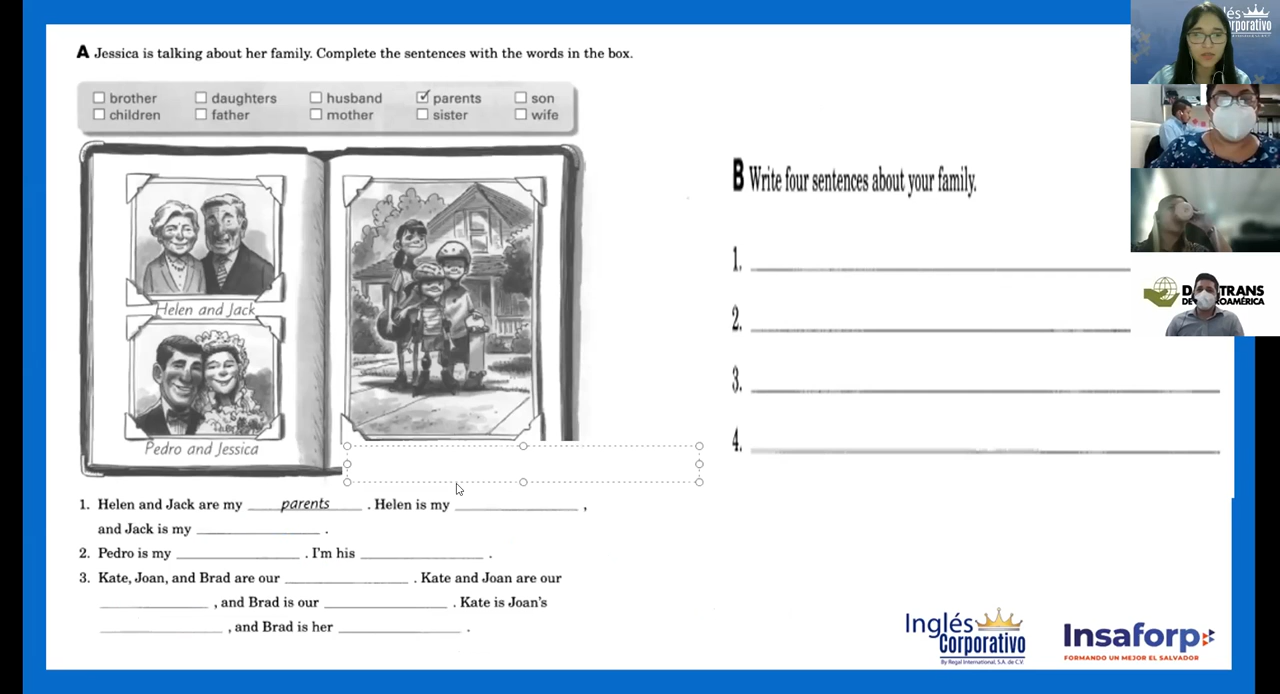 A Jessica is talking about her family. Complete the sentences with the words in the box.
brother daughters husband parents son
children father mother sister wife
Helen and Jack
Pedro and Jessica
1. Helen and Jack are my parents . Helen is my ,
and Jack is my .
2. Pedro is my . I'm his .
3. Kate, Joan, and Brad are our . Kate and Joan are our
, and Brad is our . Kate is Joan's
, and Brad is her .
B Write four sentences about your family.
1.
2.
3.
4.
Inglés
Corporativo
By Regal International, S.A. de C.V.
Insaforp
FORMANDO UN MEJOR EL SALVADOR